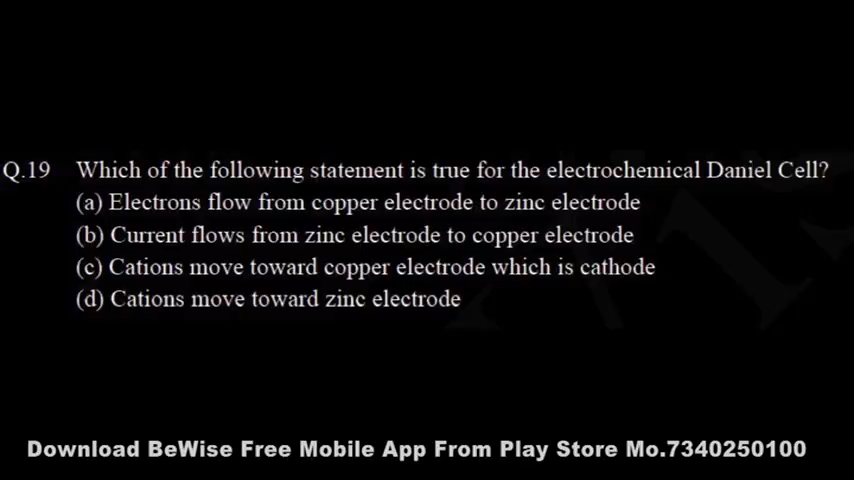 Q.19 Which of the following statement is true for the electrochemical Daniel Cell?
(a) Electrons flow from copper electrode to zinc electrode
(b) Current flows from zinc electrode to copper electrode
(c) Cations move toward copper electrode which is cathode
(d) Cations move toward zinc electrode
Download BeWise Free Mobile App From Play Store Mo.7340250100